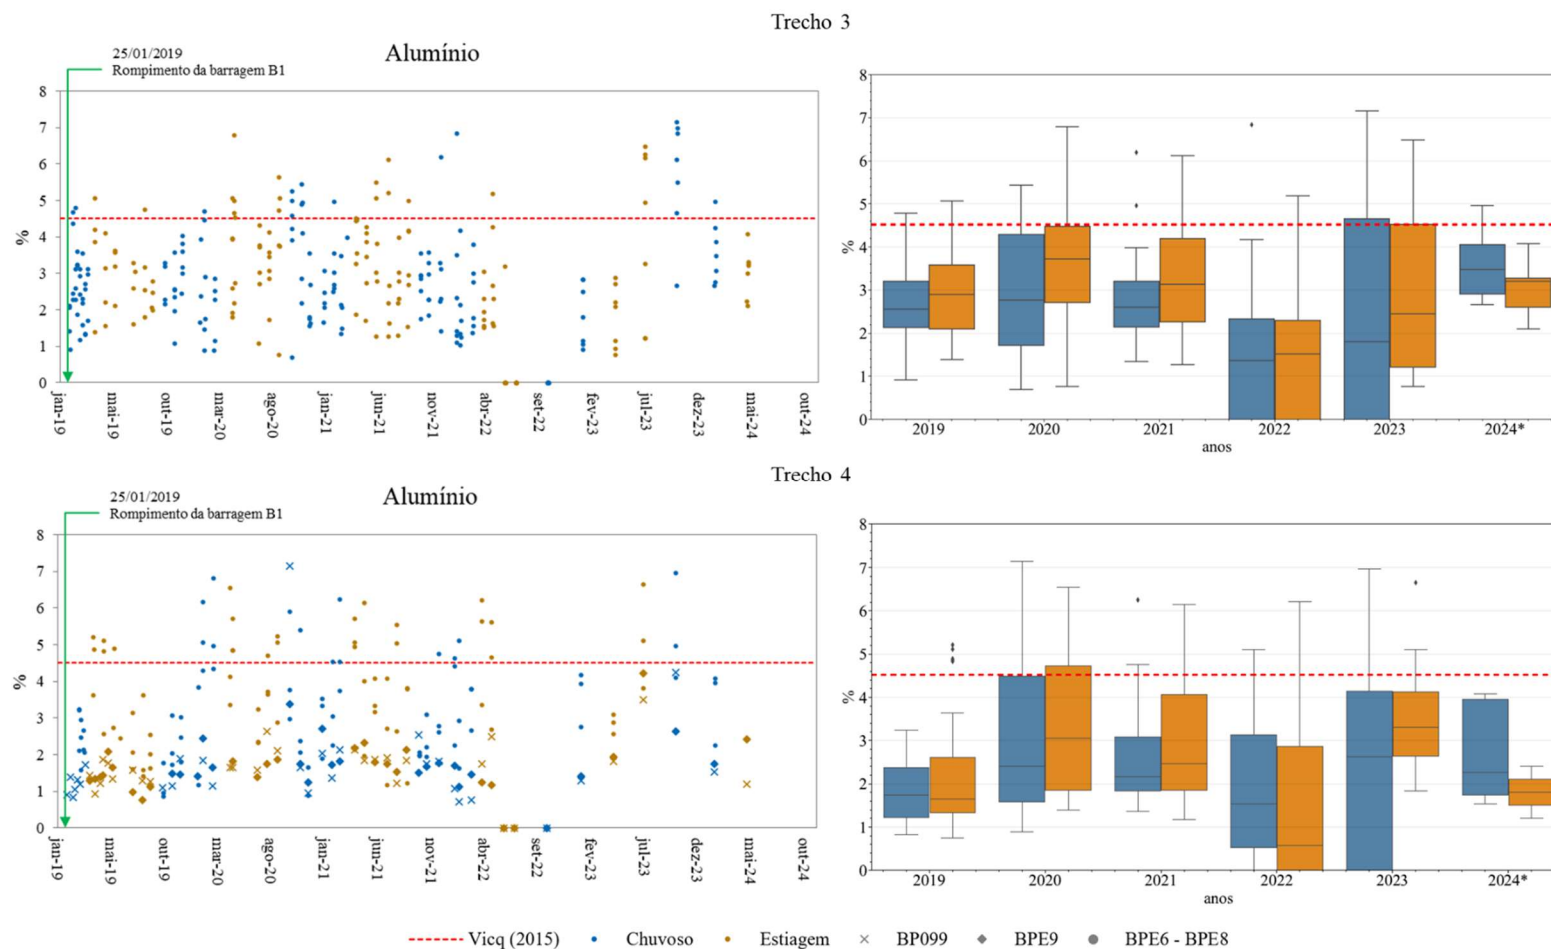 Trecho 3
25/01/2019
Rompimento da barragem B1
Alumínio
8
7
6
5
4
3
2
1
0
%
jan-19
mai-19
out-19
mar-20
ago-20
jan-21
jun-21
nov-21
abr-22
set-22
fev-23
jul-23
dez-23
mai-24
out-24
8
7
6
5
4
3
2
1
0
%
2019
2020
2021
2022
2023
2024*
anos
Trecho 4
25/01/2019
Rompimento da barragem B1
Alumínio
8
7
6
5
4
3
2
1
0
%
jan-19
mai-19
out-19
mar-20
ago-20
jan-21
jun-21
nov-21
abr-22
set-22
fev-23
jul-23
dez-23
mai-24
out-24
8
7
6
5
4
3
2
1
0
%
2019
2020
2021
2022
2023
2024*
anos
Vicq (2015)
Chuvoso
Estiagem
BP099
BPE9
BPE6 - BPE8